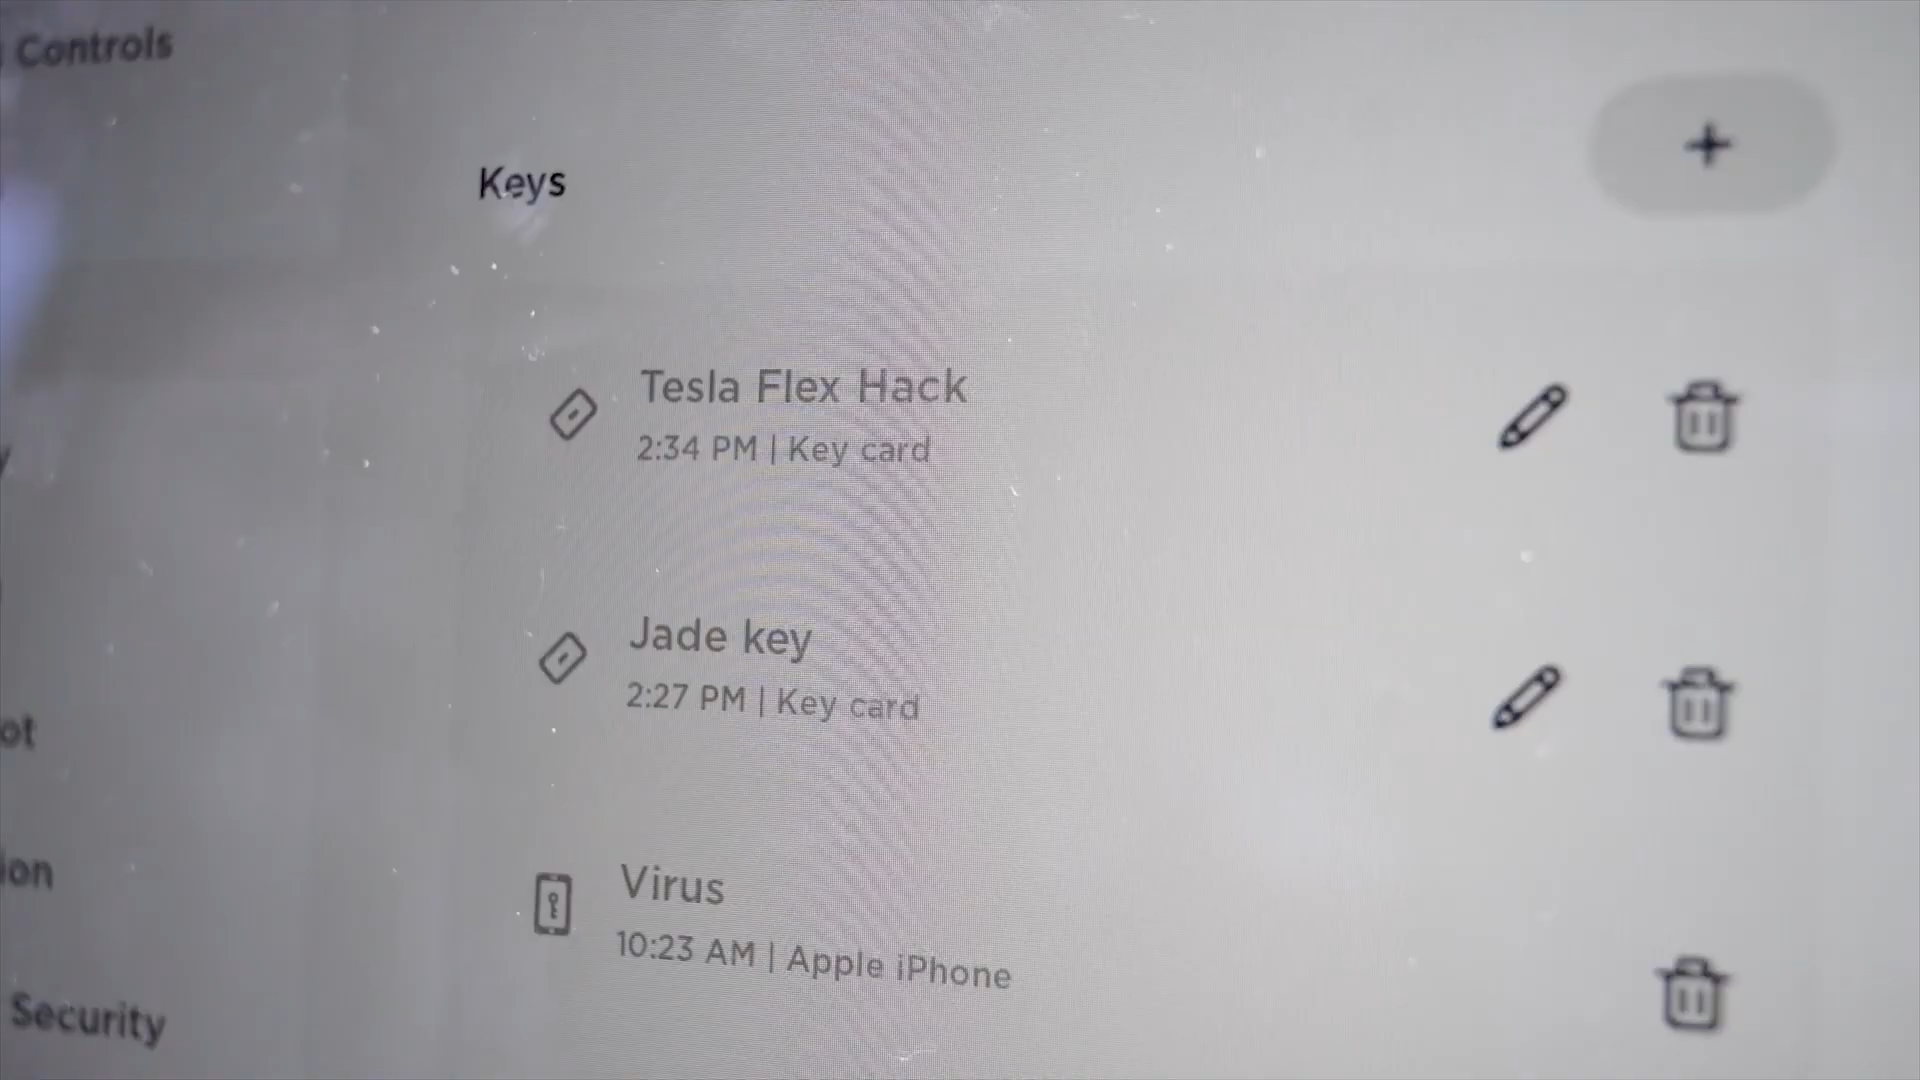 Controls
Keys
+
Tesla Flex Hack
2:34 PM | Key card
Jade key
2:27 PM | Key card
ot
Virus
ion
10:23 AM | Apple iPhone
Security